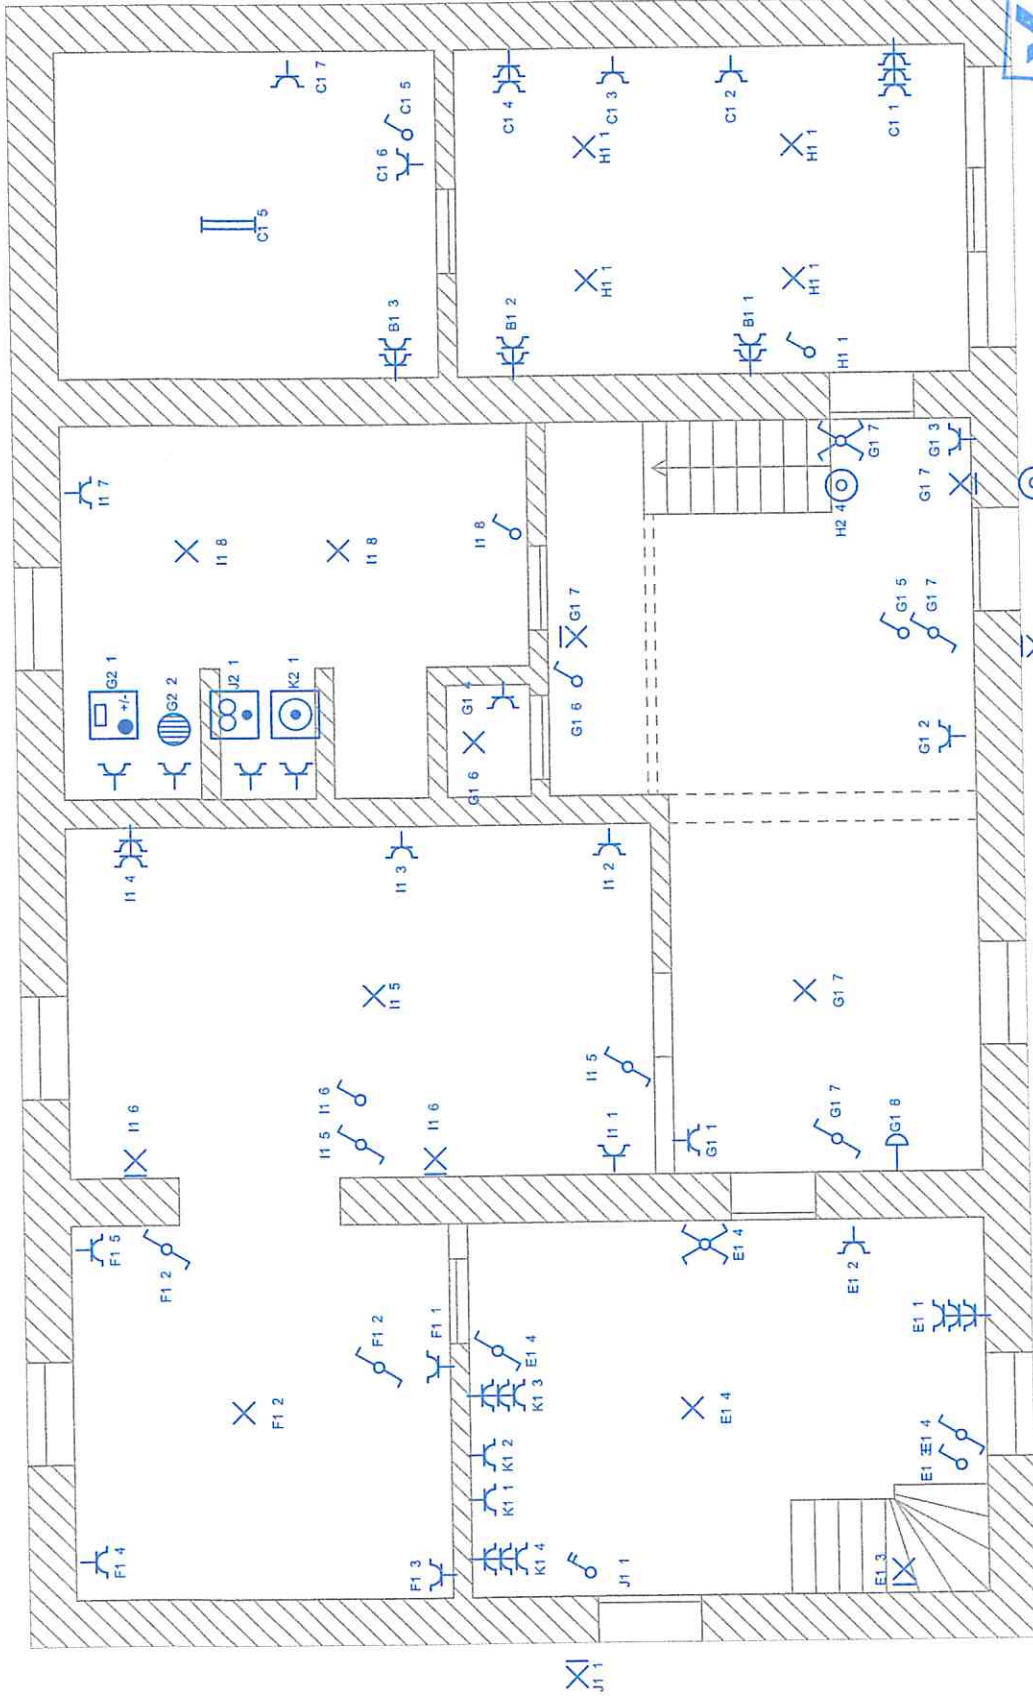 C1 7
C1 5
C1 6
C1 5
B1 3
C1 4
C1 3
C1 2
C1 1
H1 1
H1 1
H1 1
H1 1
B1 2
B1 1
H1 1
I1 7
I1 8
I1 8
I1 8
G2 1
+/-
G2 2
J2 1
K2 1
G1 4
G1 6
G1 6
G1 7
G1 7
G1 3
G1 7
H2 4
G1 5
G1 7
G1 2
I1 4
I1 3
I1 2
I1 5
I1 6
I1 6
I1 5
I1 6
I1 5
I1 1
G1 1
G1 7
G1 7
G1 8
F1 5
F1 2
F1 2
F1 1
F1 2
F1 4
F1 3
E1 4
K1 3
K1 2
K1 1
K1 4
J1 1
E1 4
E1 2
E1 1
E1 4
E1 3
E1 4
E1 3
J1 1